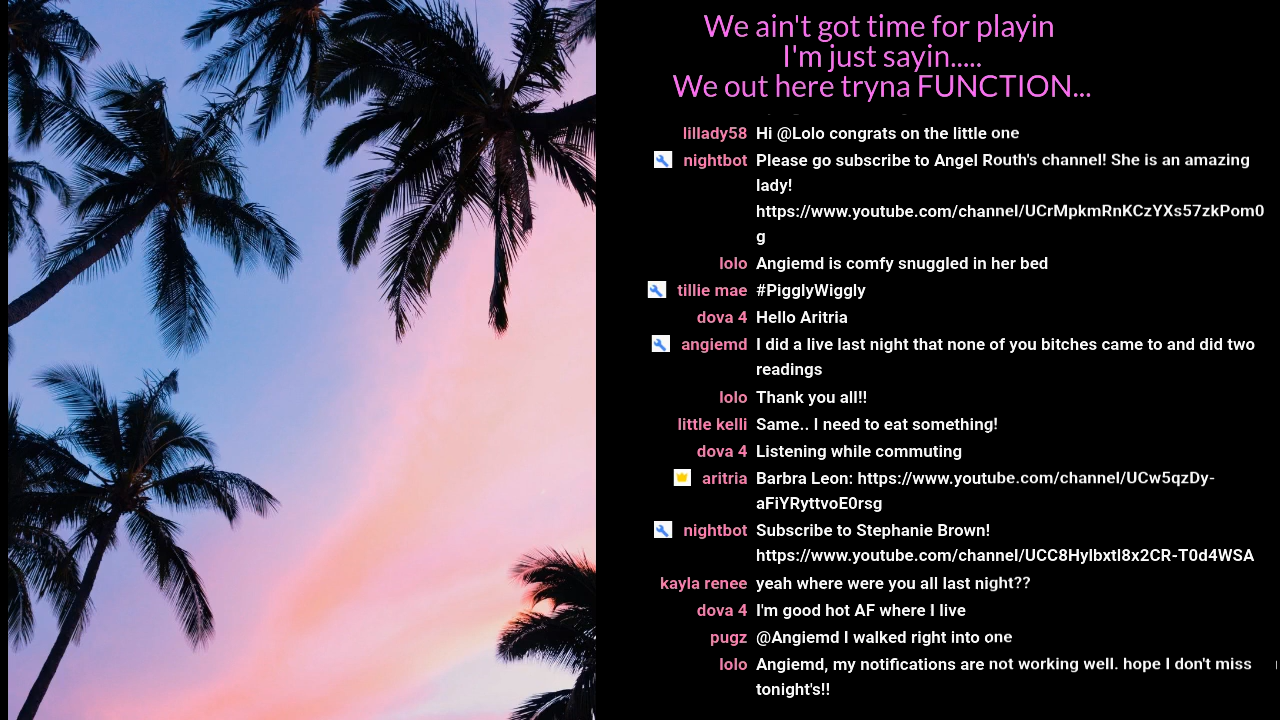 We ain't got time for playin
I'm just sayin.....
We out here tryna FUNCTION...
lillady58 Hi @Lolo congrats on the little one
nightbot Please go subscribe to Angel Routh's channel! She is an amazing
lady!
https://www.youtube.com/channel/UCrMpkmRnKCzYXs57zkPom0
g
lolo Angiemd is comfy snuggled in her bed
tillie mae #PigglyWiggly
dova 4 Hello Aritria
angiemd I did a live last night that none of you bitches came to and did two
readings
lolo Thank you all!!
little kelli Same.. I need to eat something!
dova 4 Listening while commuting
aritria Barbra Leon: https://www.youtube.com/channel/UCw5qzDy-
aFiYRyttvoE0rsg
nightbot Subscribe to Stephanie Brown!
https://www.youtube.com/channel/UCC8HyIbxtI8x2CR-T0d4WSA
kayla renee yeah where were you all last night??
dova 4 I'm good hot AF where I live
pugz @Angiemd I walked right into one
lolo Angiemd, my notifications are not working well. hope I don't miss
tonight's!!